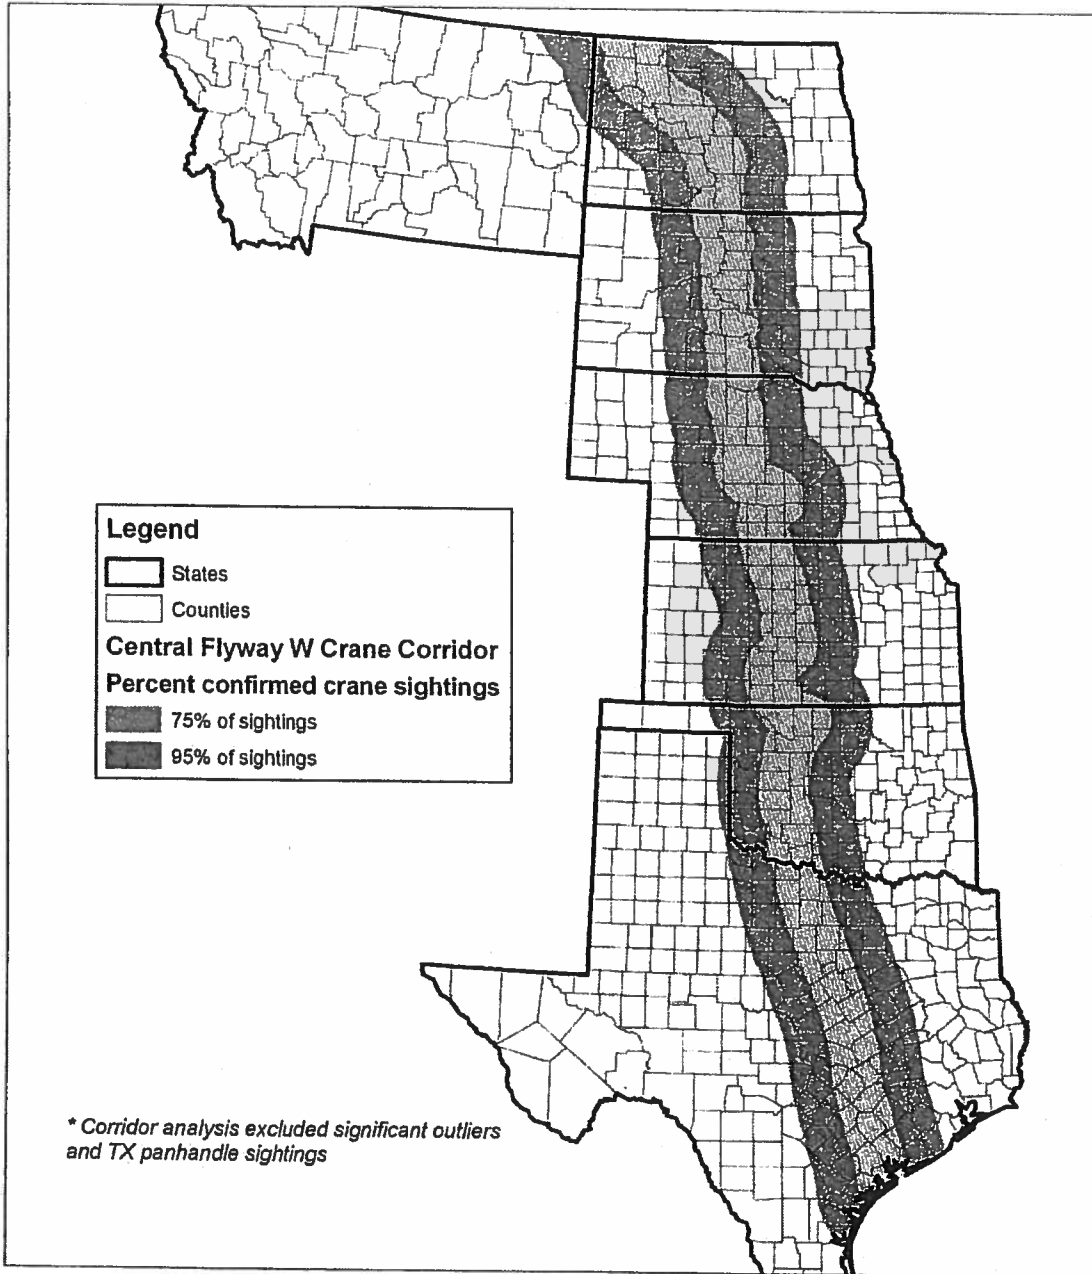 Legend
States
Counties
Central Flyway W Crane Corridor
Percent confirmed crane sightings
75% of sightings
95% of sightings
* Corridor analysis excluded significant outliers
and TX panhandle sightings